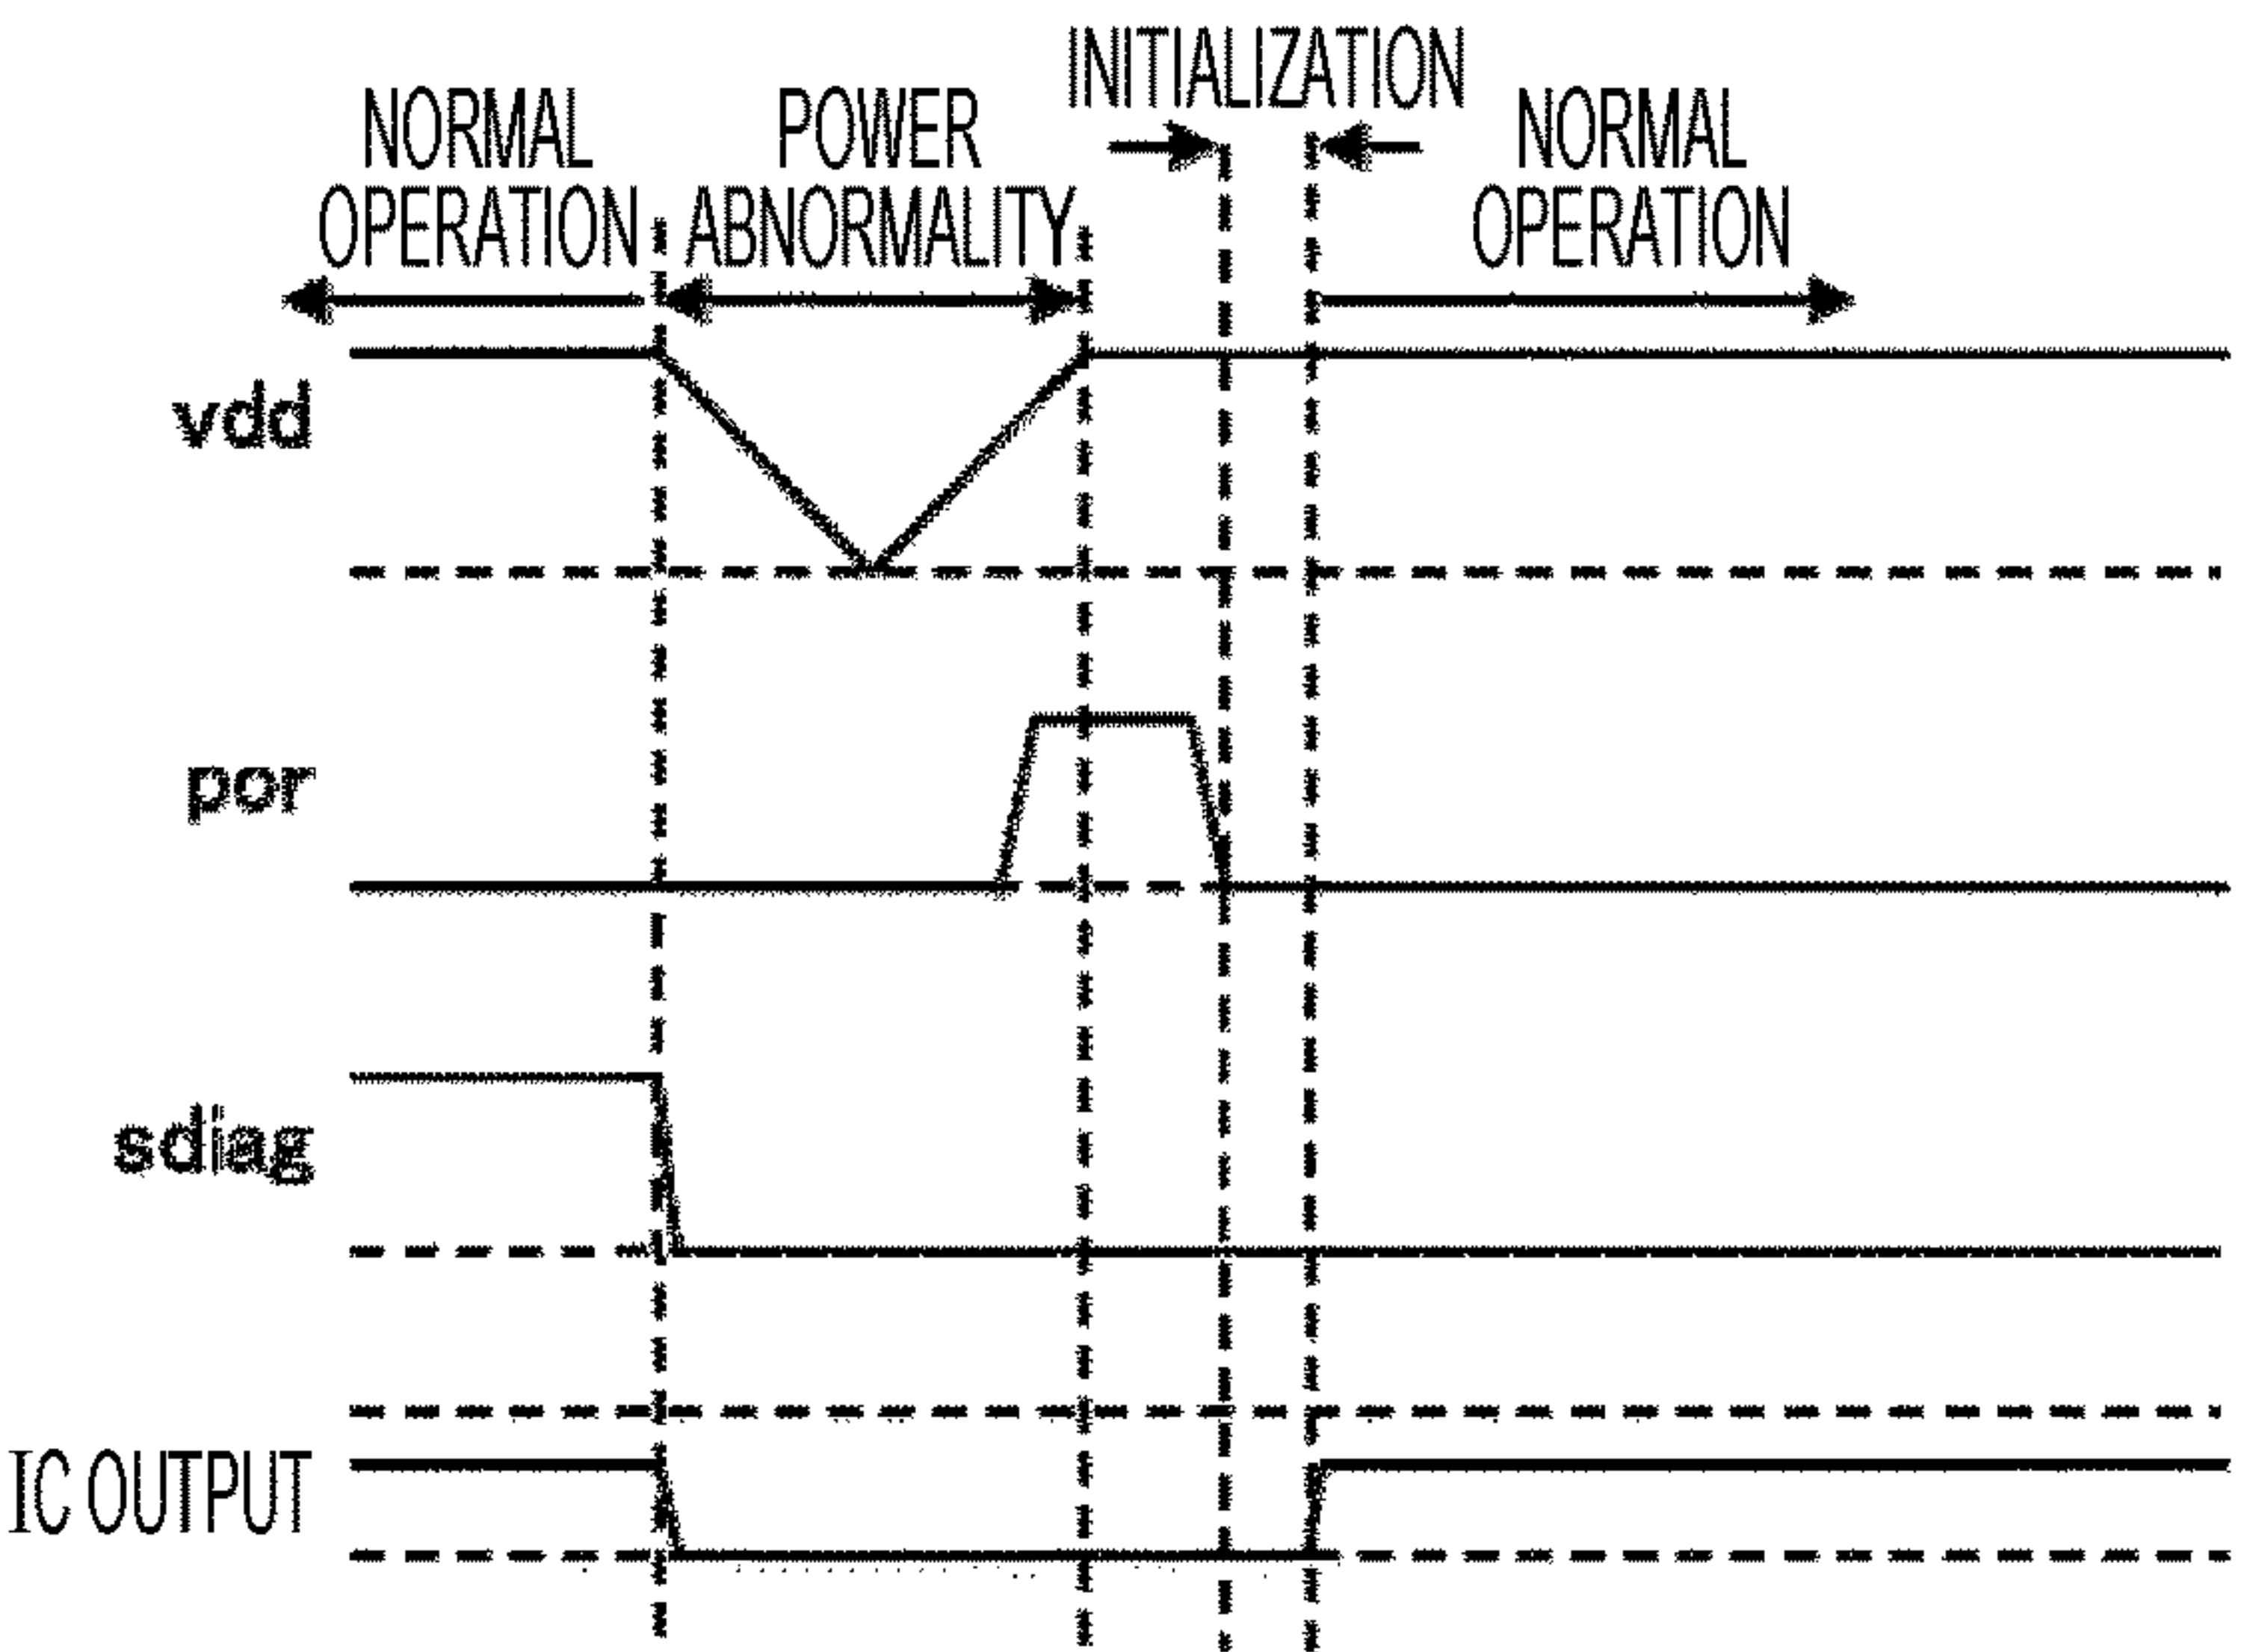 INITIALIZATION
NORMAL
OPERATION
POWER
ABNORMALITY
NORMAL
OPERATION
vdd
por
sdiag
IC OUTPUT